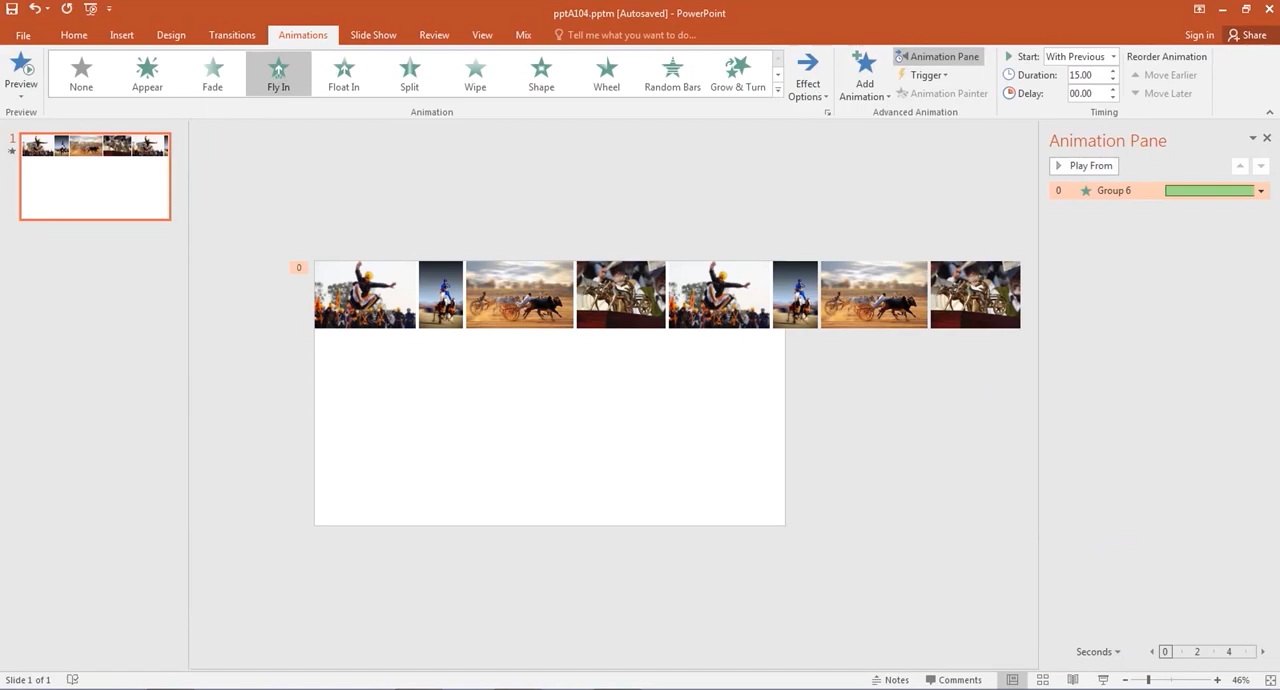 pptA104.pptm [Autosaved] - PowerPoint
File Home Insert Design Transitions Animations Slide Show Review View Mix Tell me what you want to do... Sign in Share
Preview
None Appear Fade Fly In Float In Split Wipe Shape Wheel Random Bars Grow & Turn
Effect Options
Add Animation
Animation Pane
Trigger
Animation Painter
Start: With Previous
Duration: 15.00
Delay: 00.00
Reorder Animation
Move Earlier
Move Later
Preview Animation Advanced Animation Timing
1
0
Animation Pane
Play From
0 Group 6
Seconds 0 2 4
Slide 1 of 1 Notes Comments 46%